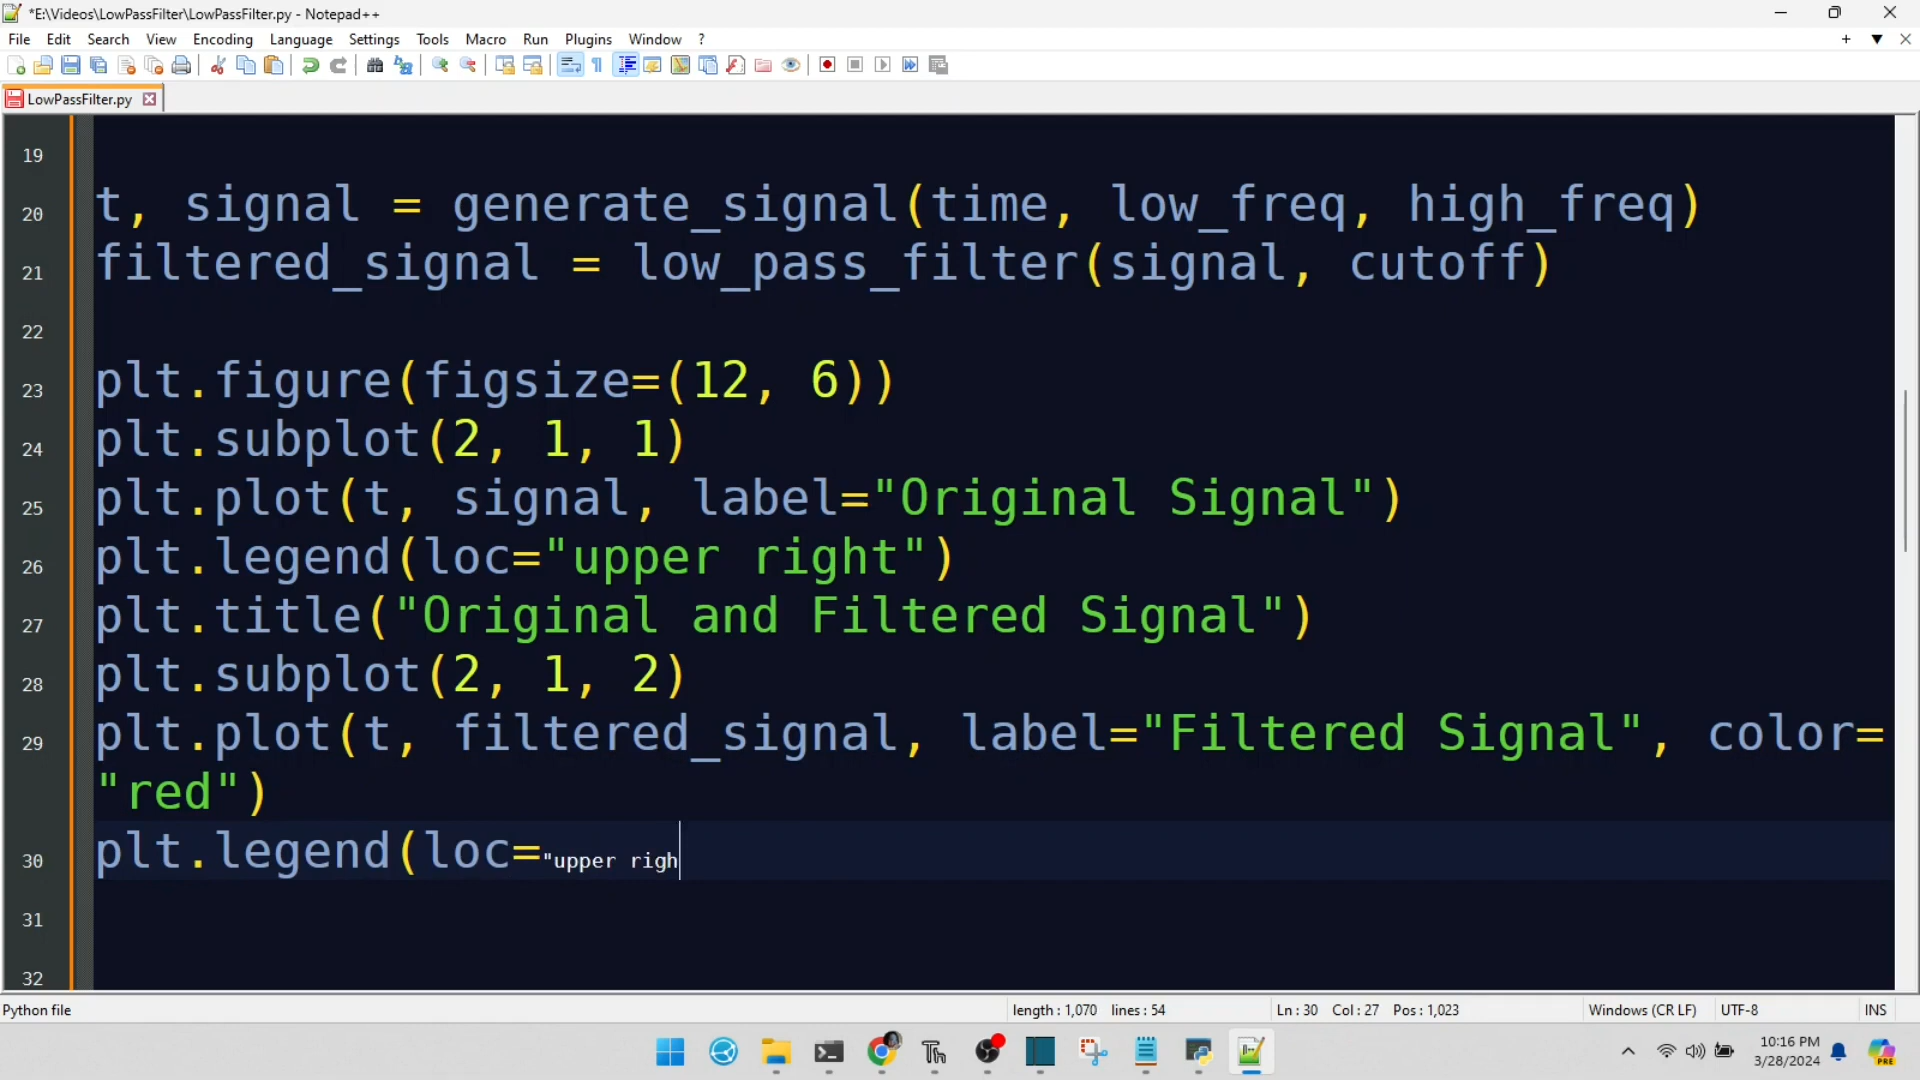 *E:\Videos\LowPassFilter\LowPassFilter.py - Notepad++
File Edit Search View Encoding Language Settings Tools Macro Run Plugins Window ?
LowPassFilter.py
19
20 t, signal = generate_signal(time, low_freq, high_freq)
21 filtered_signal = low_pass_filter(signal, cutoff)
22
23 plt.figure(figsize=(12, 6))
24 plt.subplot(2, 1, 1)
25 plt.plot(t, signal, label="Original Signal")
26 plt.legend(loc="upper right")
27 plt.title("Original and Filtered Signal")
28 plt.subplot(2, 1, 2)
29 plt.plot(t, filtered_signal, label="Filtered Signal", color=
"red")
30 plt.legend(loc="upper righ
31
32
Python file length : 1,070 lines : 54 Ln : 30 Col : 27 Pos : 1,023 Windows (CR LF) UTF-8 INS
10:16 PM
3/28/2024
PRE